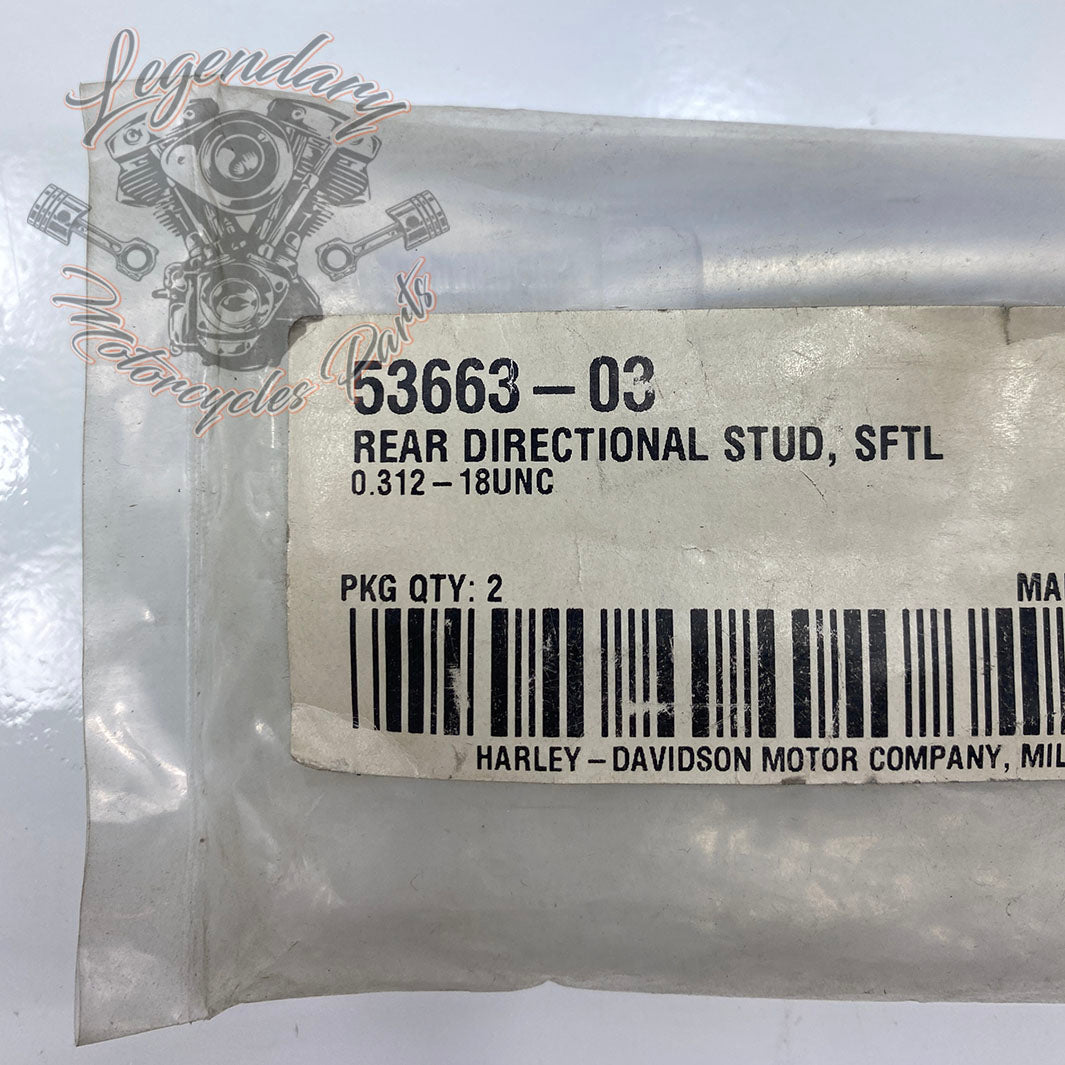 Legendary
Motorcycles Parts
53663-03
REAR DIRECTIONAL STUD, SFTL
0.312-18UNC
PKG QTY: 2
HARLEY-DAVIDSON MOTOR COMPANY,